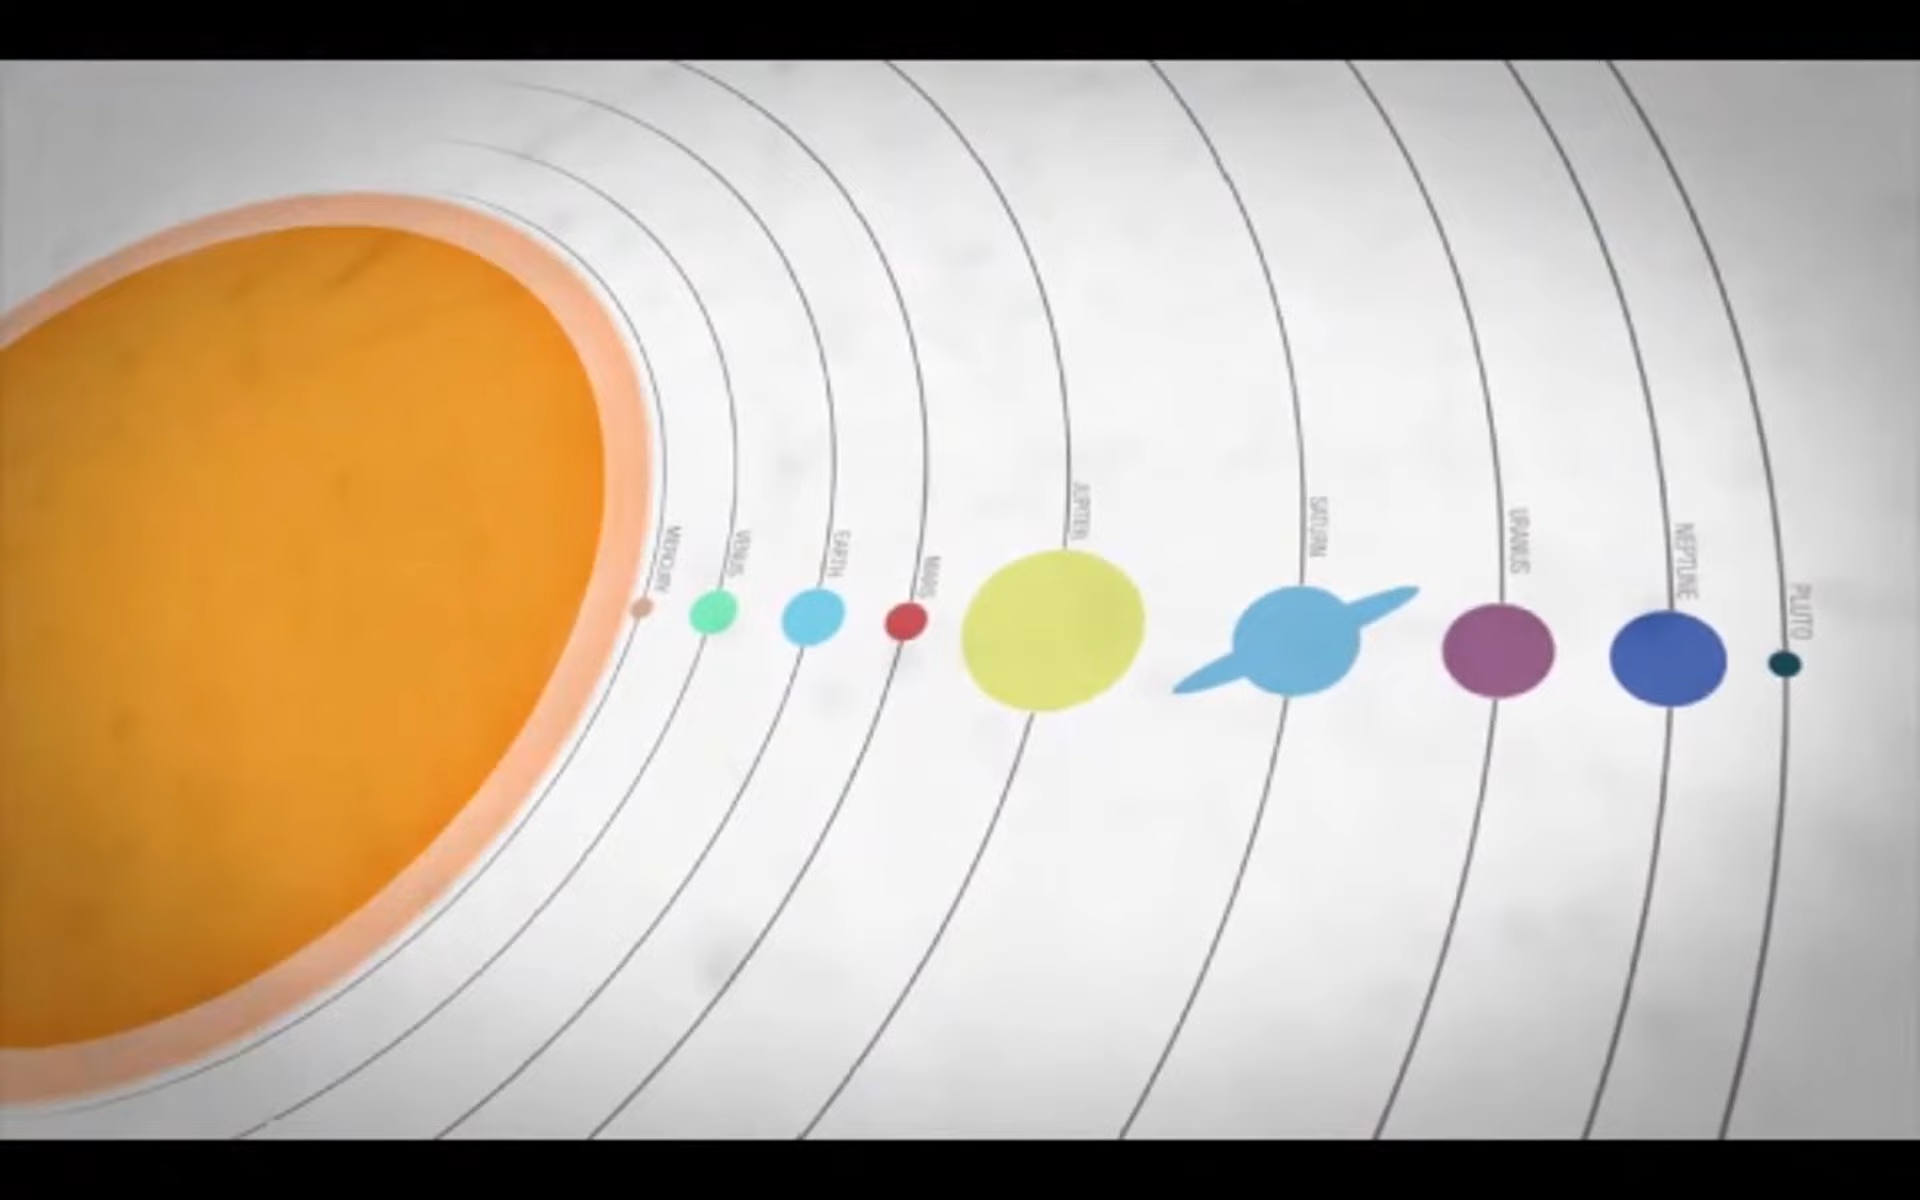 MERCURY
VENUS
EARTH
MARS
JUPITER
SATURN
URANUS
NEPTUNE
PLUTO